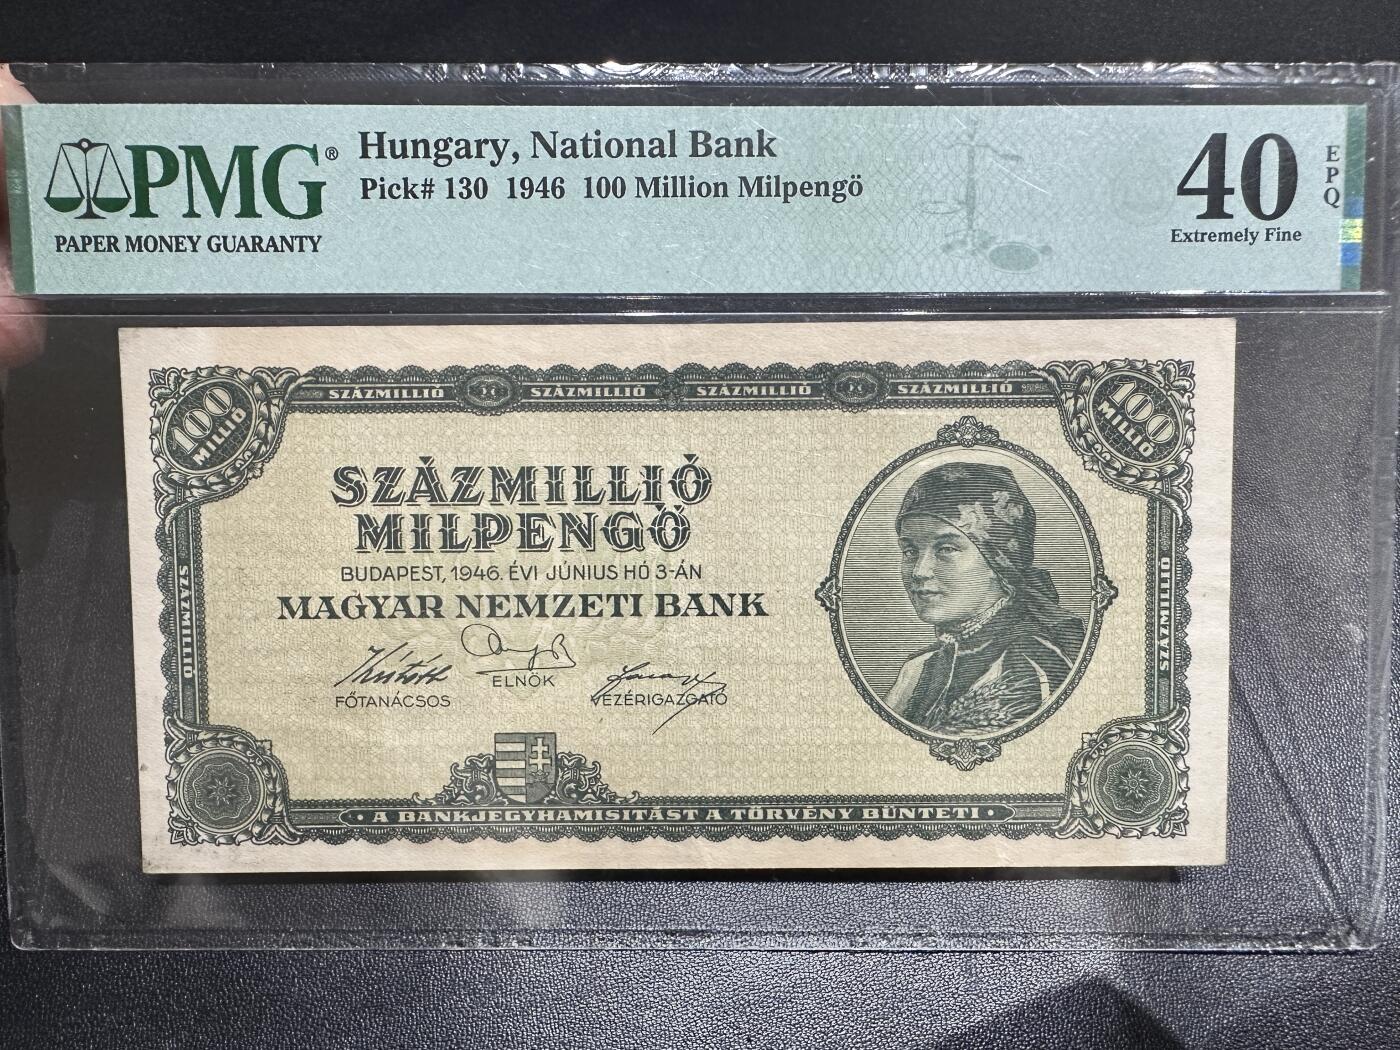 PMG®
PAPER MONEY GUARANTY
Hungary, National Bank
Pick# 130 1946 100 Million Milpengö
40
EPQ
Extremely Fine
SZÁZMILLIÓ SZÁZMILLIÓ SZÁZMILLIÓ SZÁZMILLIÓ
100
MILLIÓ
100
MILLIÓ
SZÁZMILLIÓ
MILPENGŐ
BUDAPEST, 1946. ÉVI JÚNIUS HÓ 3-ÁN
MAGYAR NEMZETI BANK
FŐTANÁCSOS
ELNÖK
VEZÉRIGAZGATÓ
SZÁZMILLIÓ
SZÁZMILLIÓ
· A BANKJEGYHAMISITÁST A TÖRVÉNY BÜNTETI ·